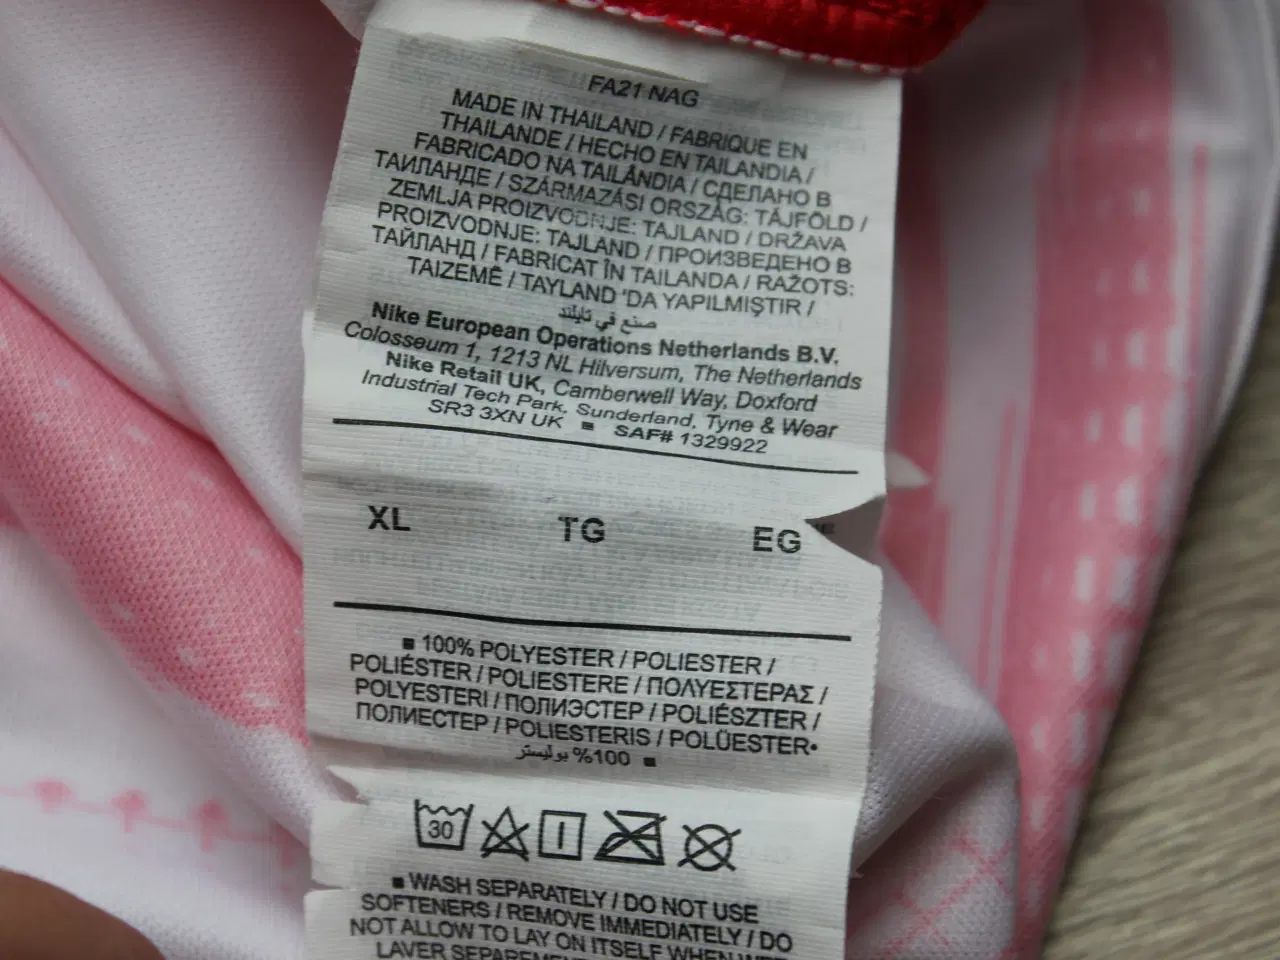 FA21 NAG
MADE IN THAILAND / FABRIQUE EN
THAILANDE / HECHO EN TAILANDIA /
FABRICADO NA TAILÂNDIA / СДЕЛАНО В
ТАИЛАНДЕ / SZÁRMAZÁSI ORSZÁG: TÁJFÖLD /
ZEMLJA PROIZVODNJE: TAJLAND / DRŽAVA
PROIZVODNJE: TAJLAND / ПРОИЗВЕДЕНО В
ТАЙЛАНД / FABRICAT ÎN TAILANDA / RAŽOTS:
TAIZEMĒ / TAYLAND 'DA YAPILMIŞTIR /
صنع في تايلند
Nike European Operations Netherlands B.V.
Colosseum 1, 1213 NL Hilversum, The Netherlands
Nike Retail UK, Camberwell Way, Doxford
Industrial Tech Park, Sunderland, Tyne & Wear
SR3 3XN UK ■ SAF# 1329922
XL TG EG
■ 100% POLYESTER / POLIESTER /
POLIÉSTER / POLIESTERE / ΠΟΛΥΕΣΤΕΡΑΣ /
POLYESTERI / ПОЛИЭСТЕР / POLIÉSZTER /
ПОЛИЕСТЕР / POLIESTERIS / POLÜESTER•
100% بوليستر ■
30
■ WASH SEPARATELY / DO NOT USE
SOFTENERS / REMOVE IMMEDIATELY / DO
NOT ALLOW TO LAY ON ITSELF WHEN WET
LAVER